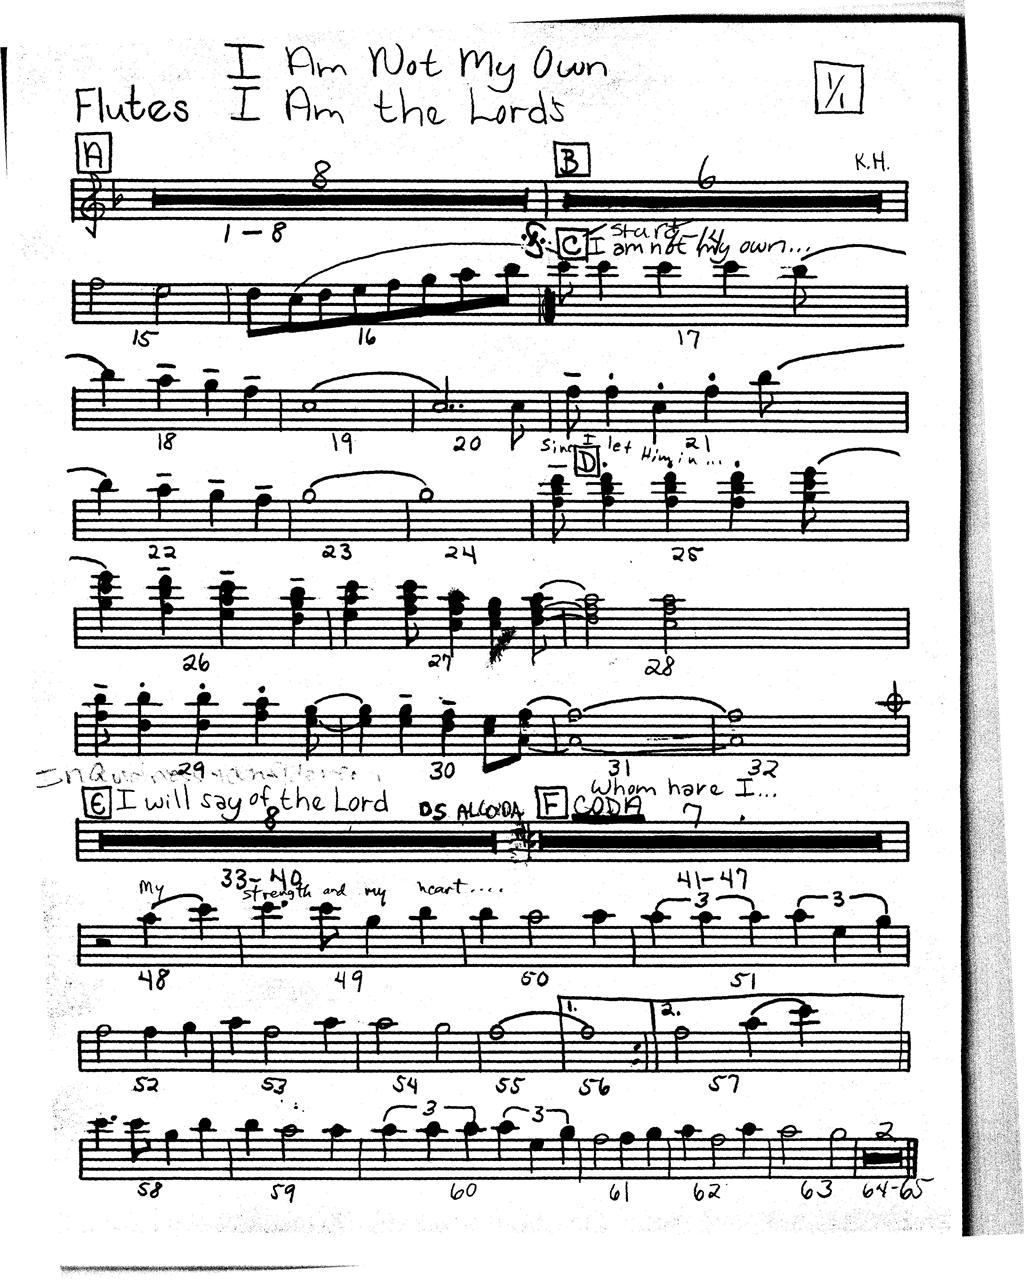 I Am Not My Own
Flutes I Am the Lord's
1/1
A
8
B
6
K.H.
1-8
start
C I am not my own...
15 16 17
18 19 20 21
Since I let Him in...
D
22 23 24 25
26 27 28
29 30 31 32
E I will say of the Lord
8
DS AL CODA
F CODA
Whom have I...
7
33-40
41-47
My strength and my heart....
3 3
48 49 50 51
1. 2.
52 53 54 55 56 57
3 3 2
58 59 60 61 62 63 64-65